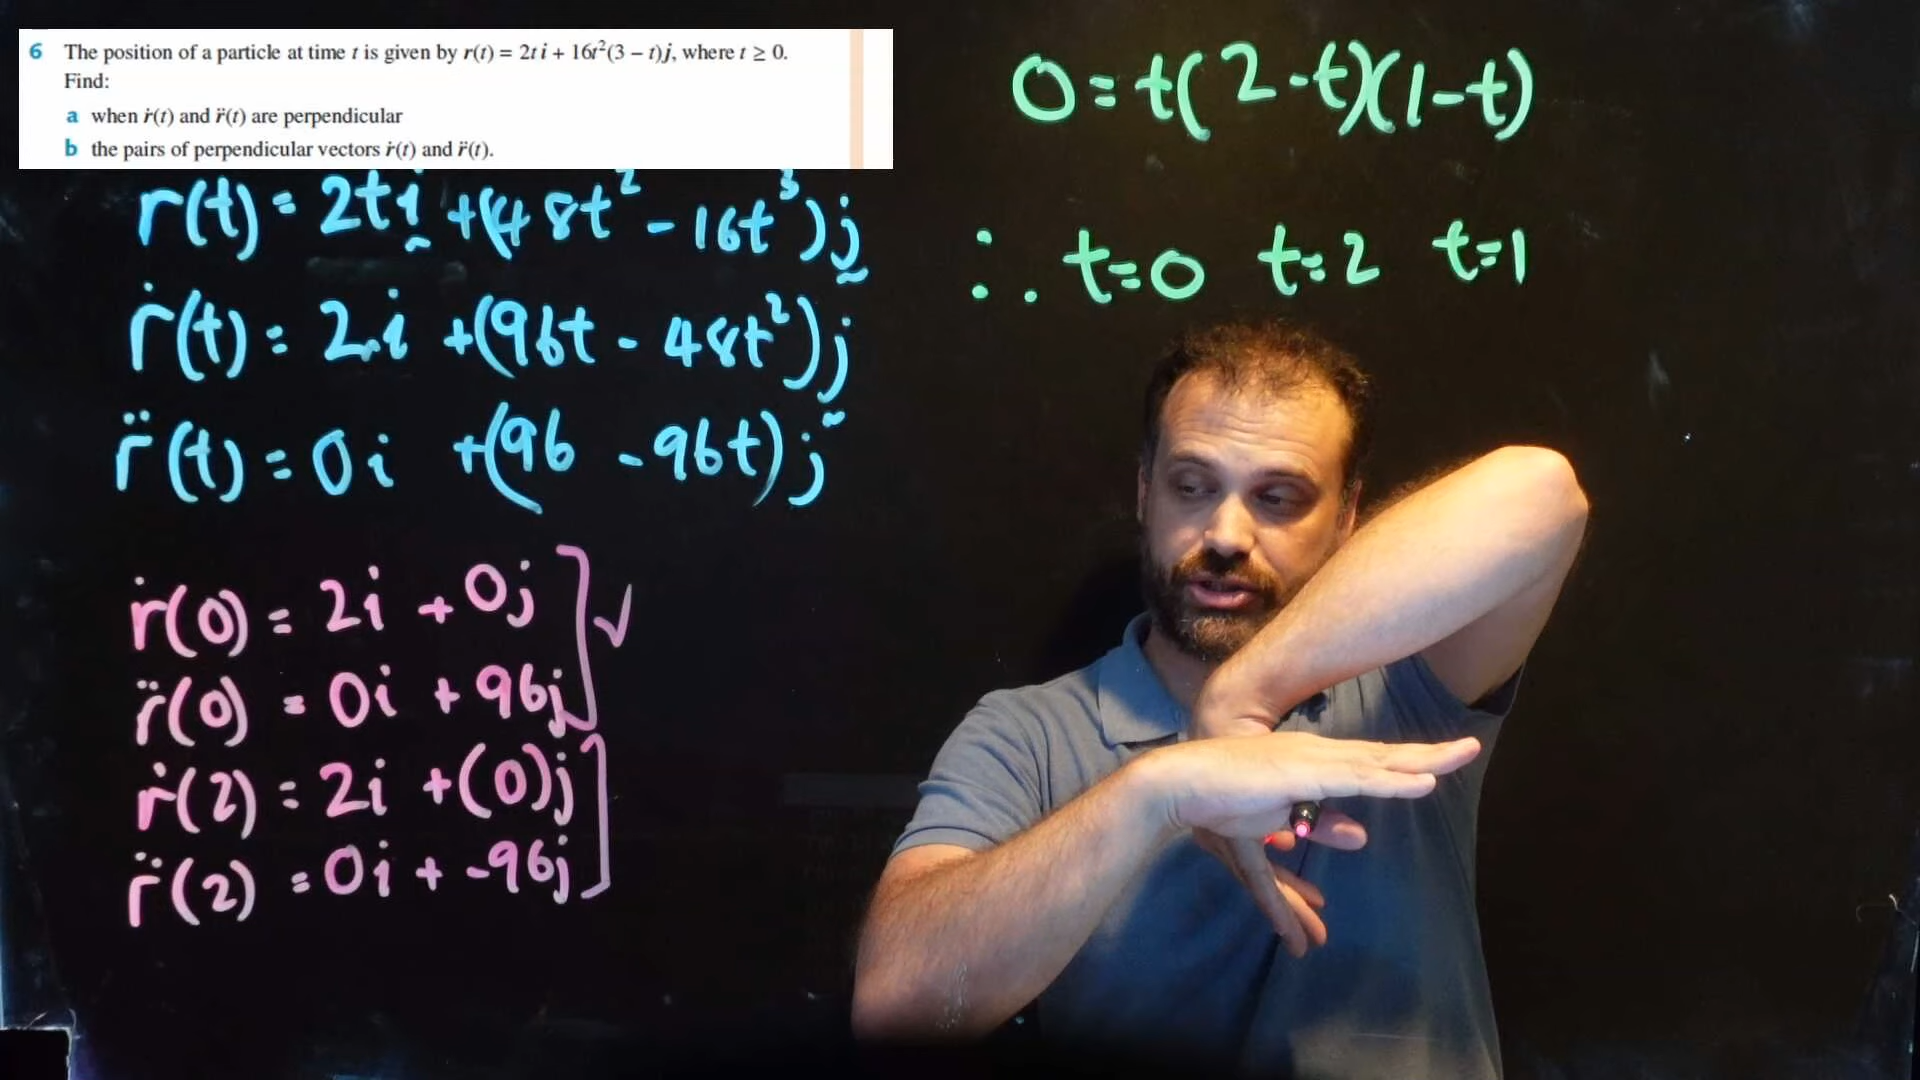 6 The position of a particle at time t is given by r(t) = 2t i + 16t²(3 − t)j, where t ≥ 0.
Find:
a when ṙ(t) and r̈(t) are perpendicular
b the pairs of perpendicular vectors ṙ(t) and r̈(t).
r(t) = 2ti + (48t² - 16t³)j
ṙ(t) = 2i + (96t - 48t²)j
r̈(t) = 0i + (96 - 96t)j
ṙ(0) = 2i + 0j
r̈(0) = 0i + 96j
ṙ(2) = 2i + (0)j
r̈(2) = 0i + -96j
0 = t(2-t)(1-t)
∴ t=0 t=2 t=1